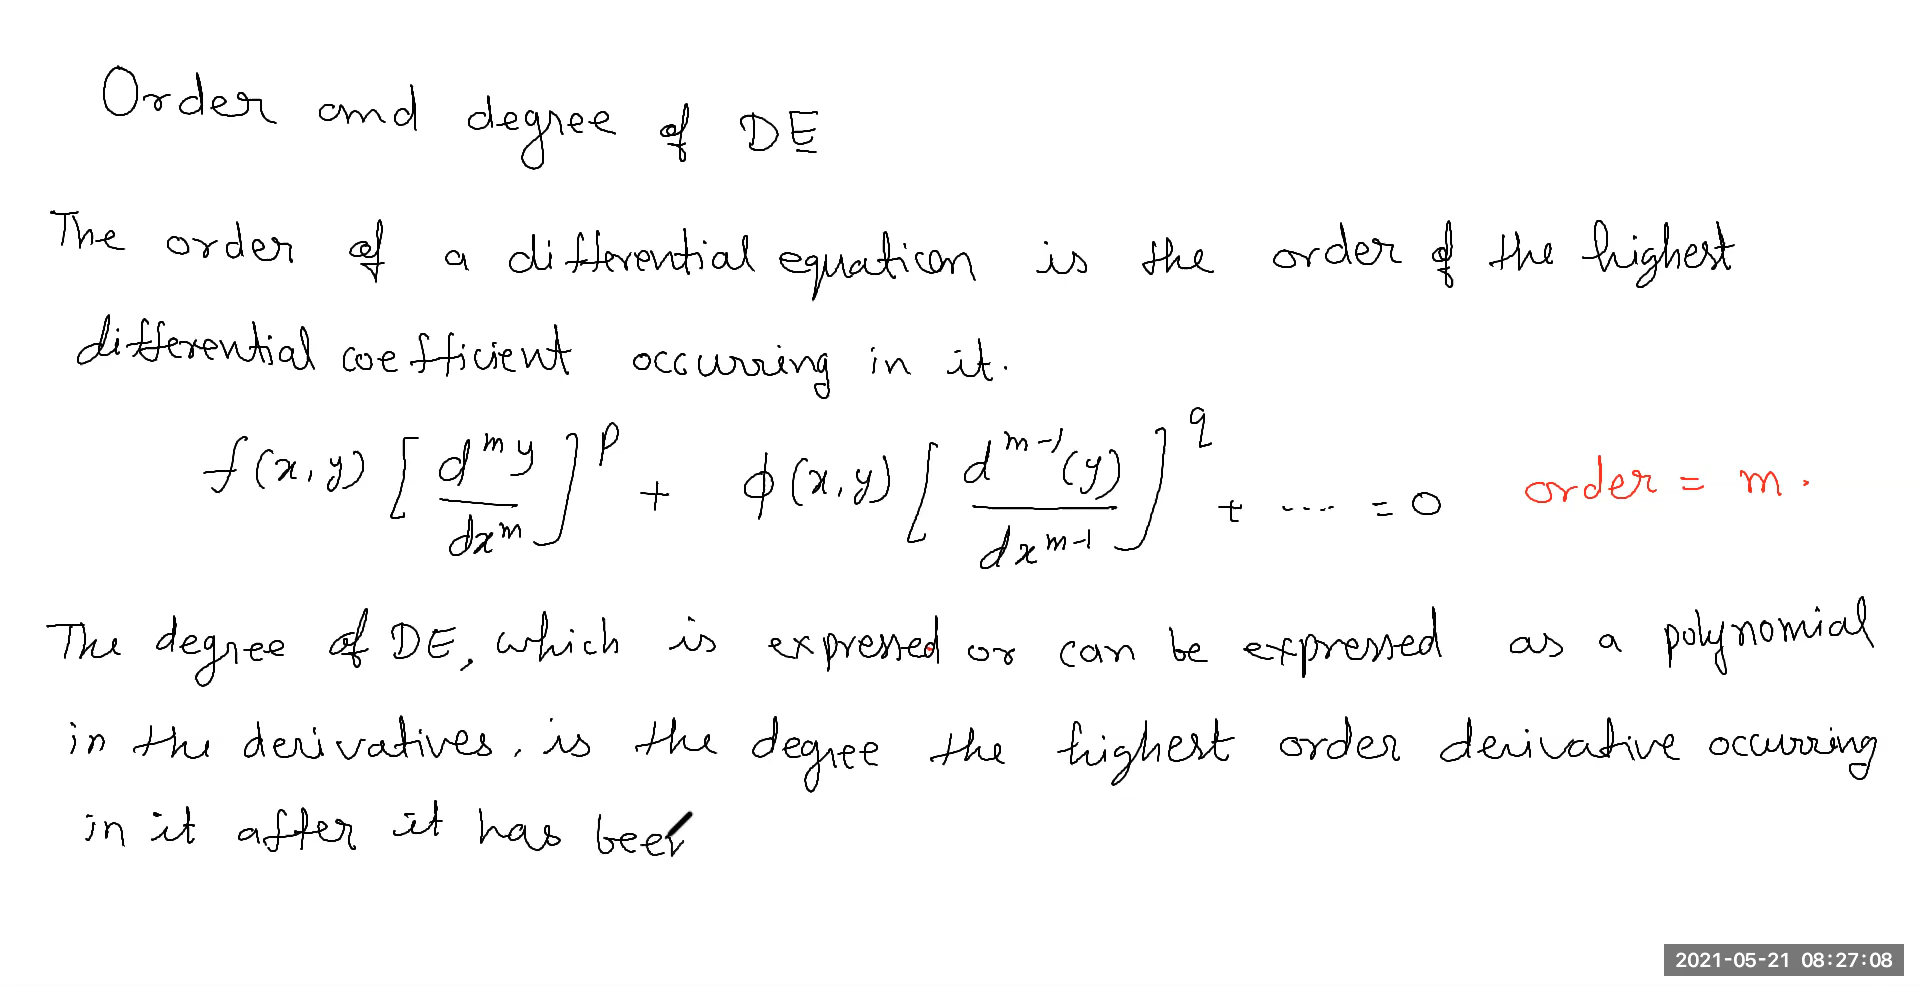 Order and degree of DE
The order of a differential equation is the order of the highest
differential coefficient occurring in it.
f(x,y) [d^m y / dx^m]^p + ϕ(x,y) [d^{m-1}(y) / dx^{m-1}]^q + .... = 0 order = m.
The degree of DE, which is expressed or can be expressed as a polynomial
in the derivatives, is the degree the highest order derivative occurring
in it after it has been
2021-05-21 08:27:08